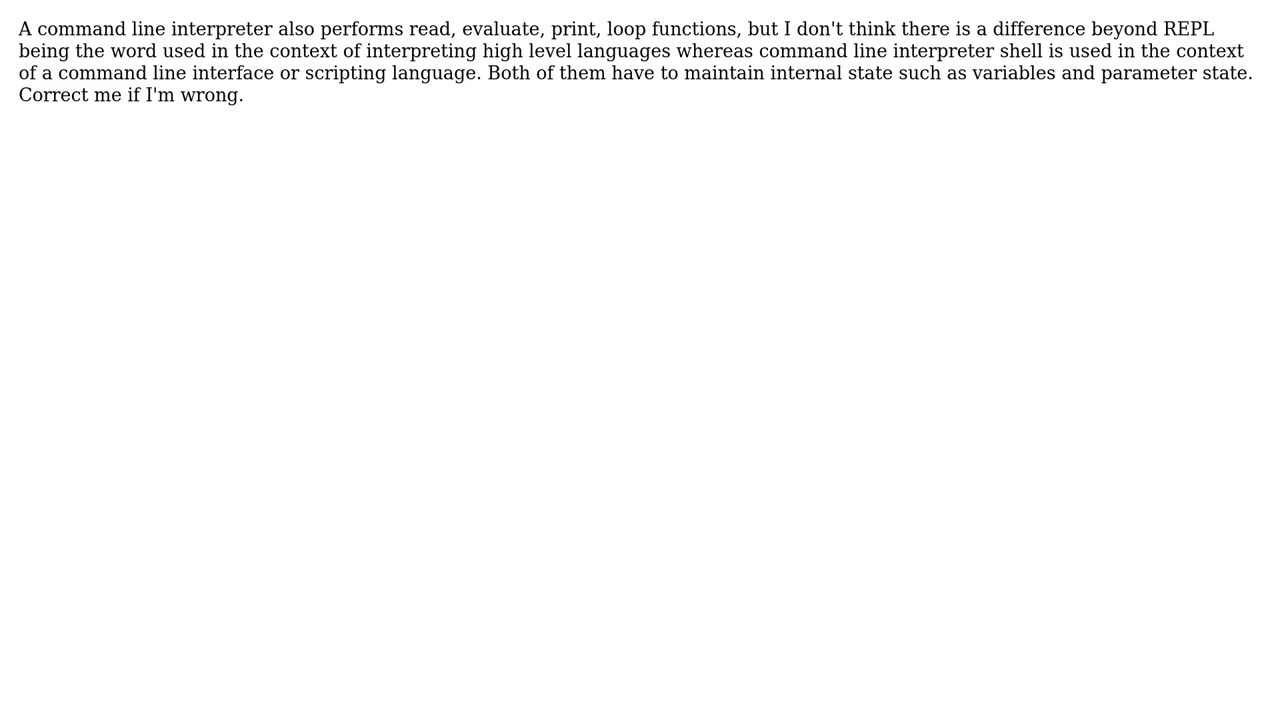 A command line interpreter also performs read, evaluate, print, loop functions, but I don't think there is a difference beyond REPL
being the word used in the context of interpreting high level languages whereas command line interpreter shell is used in the context
of a command line interface or scripting language. Both of them have to maintain internal state such as variables and parameter state.
Correct me if I'm wrong.